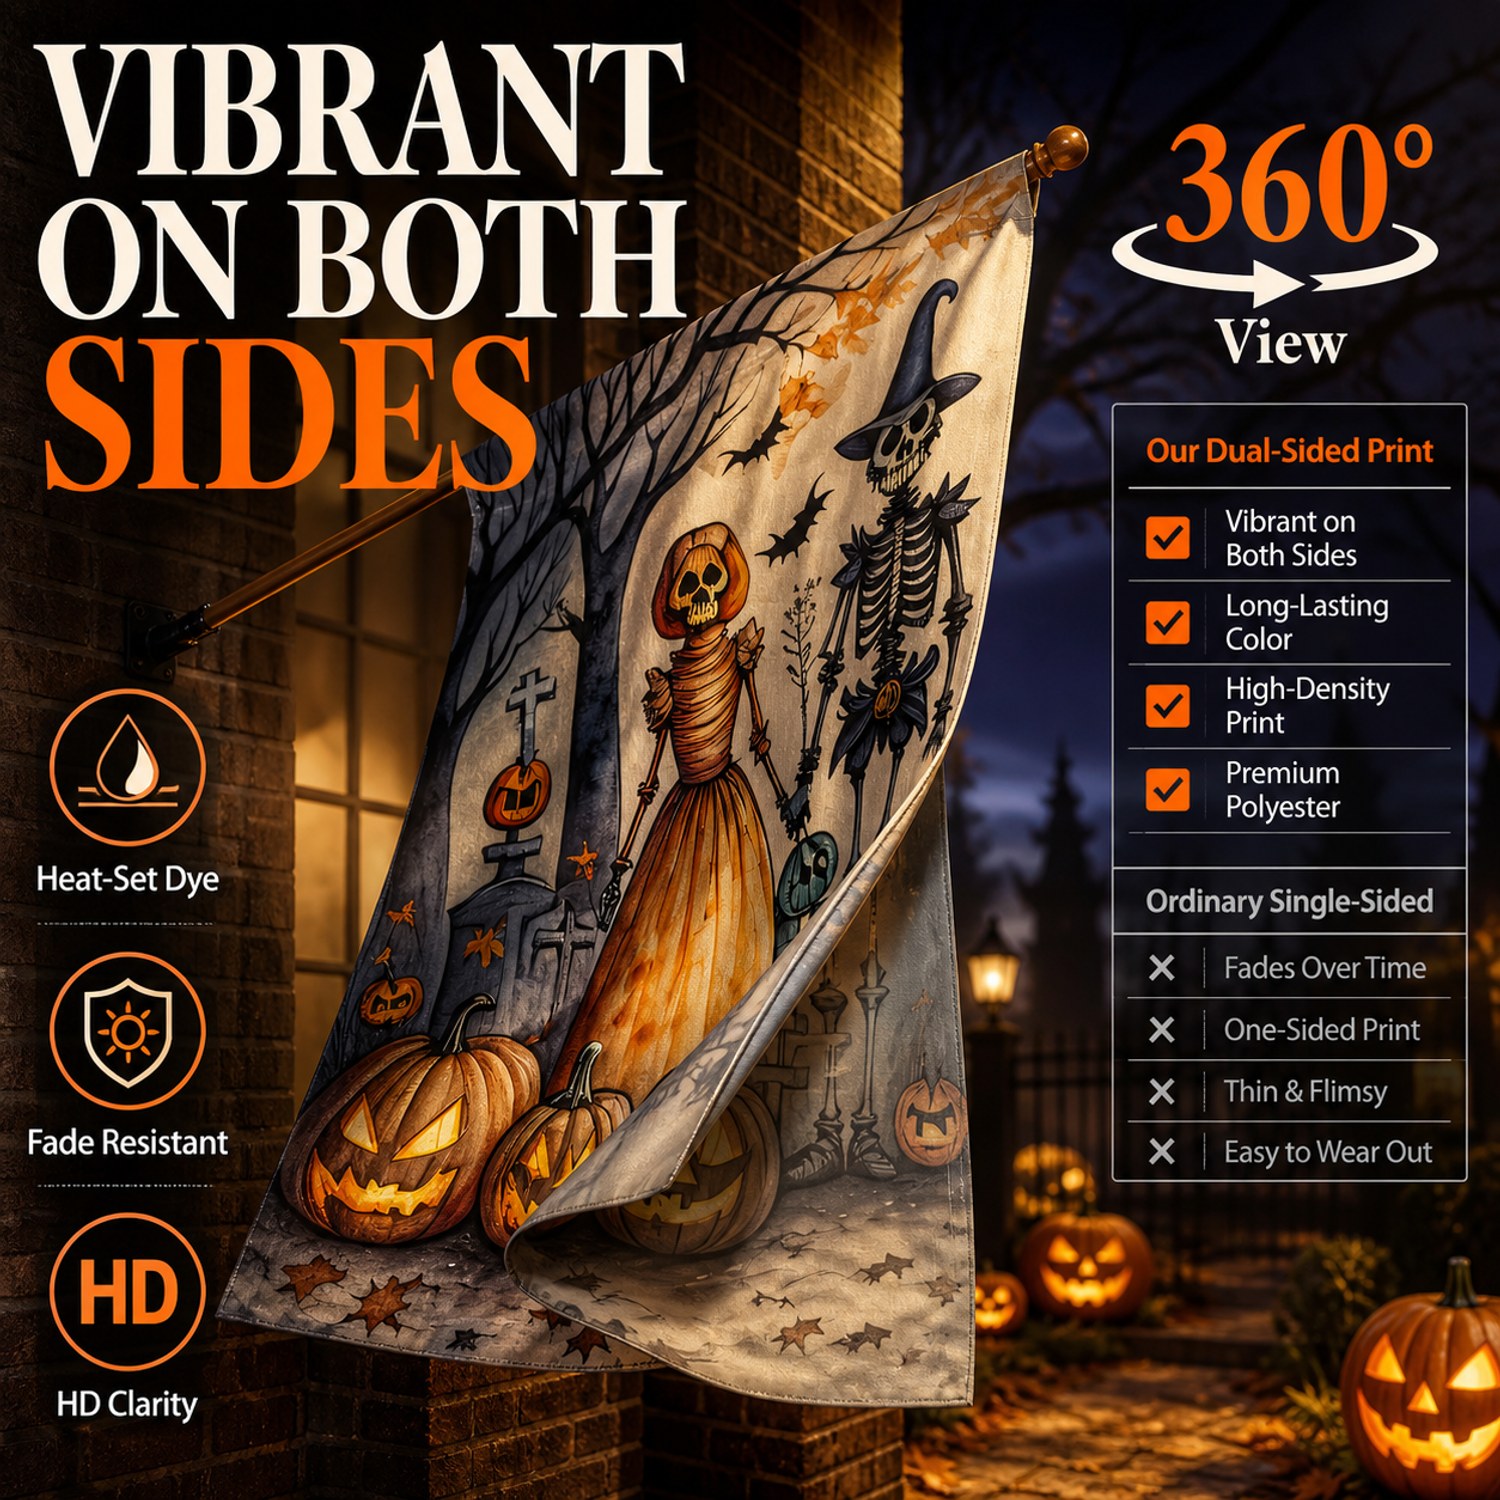 VIBRANT
ON BOTH
SIDES
360°
View
Our Dual-Sided Print
Vibrant on
Both Sides
Long-Lasting
Color
High-Density
Print
Premium
Polyester
Ordinary Single-Sided
Fades Over Time
One-Sided Print
Thin & Flimsy
Easy to Wear Out
Heat-Set Dye
Fade Resistant
HD
HD Clarity